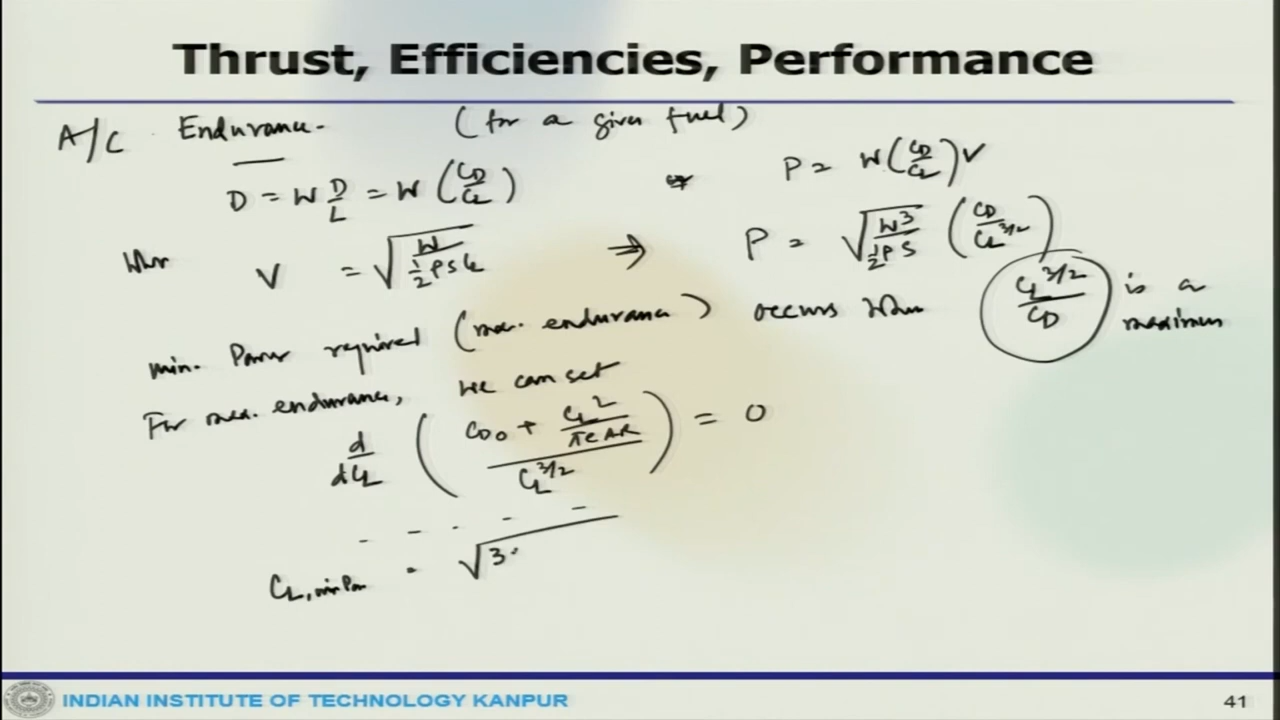 Thrust, Efficiencies, Performance
A/C Endurance. (for a given fuel)
D = W D/L = W (CD/CL) P = W (CD/CL) V
V = √(W / ½ρSCL) ⇒ P = √(W³ / ½ρS) (CD/CL^3/2)
min. Power required (max. endurance) occurs when CL^3/2 / CD is a maximum
For max. endurance, we can set
d/dCL ( (CD0 + CL²/πeAR) / CL^3/2 ) = 0
CL, min Pow = √3
INDIAN INSTITUTE OF TECHNOLOGY KANPUR
41